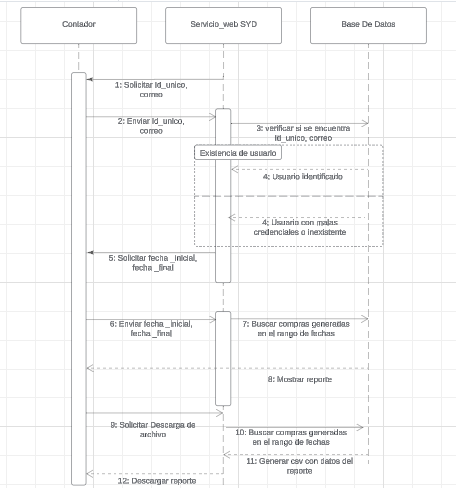 Contador
Servicio_web SYD
Base De Datos
1: Solicitar Id_unico,
correo
2: Enviar Id_unico,
correo
3: verificar si se encuentra
Id_unico, correo
Existencia de usuario
4: Usuario identificado
4: Usuario con malas
credenciales o inexistente
5: Solicitar fecha _inicial,
fecha _final
6: Enviar fecha _inicial,
fecha _final
7: Buscar compras generadas
en el rango de fechas
8: Mostrar reporte
9: Solicitar Descarga de
archivo
10: Buscar compras generadas
en el rango de fechas
11: Generar csv con datos del
reporte
12: Descargar reporte